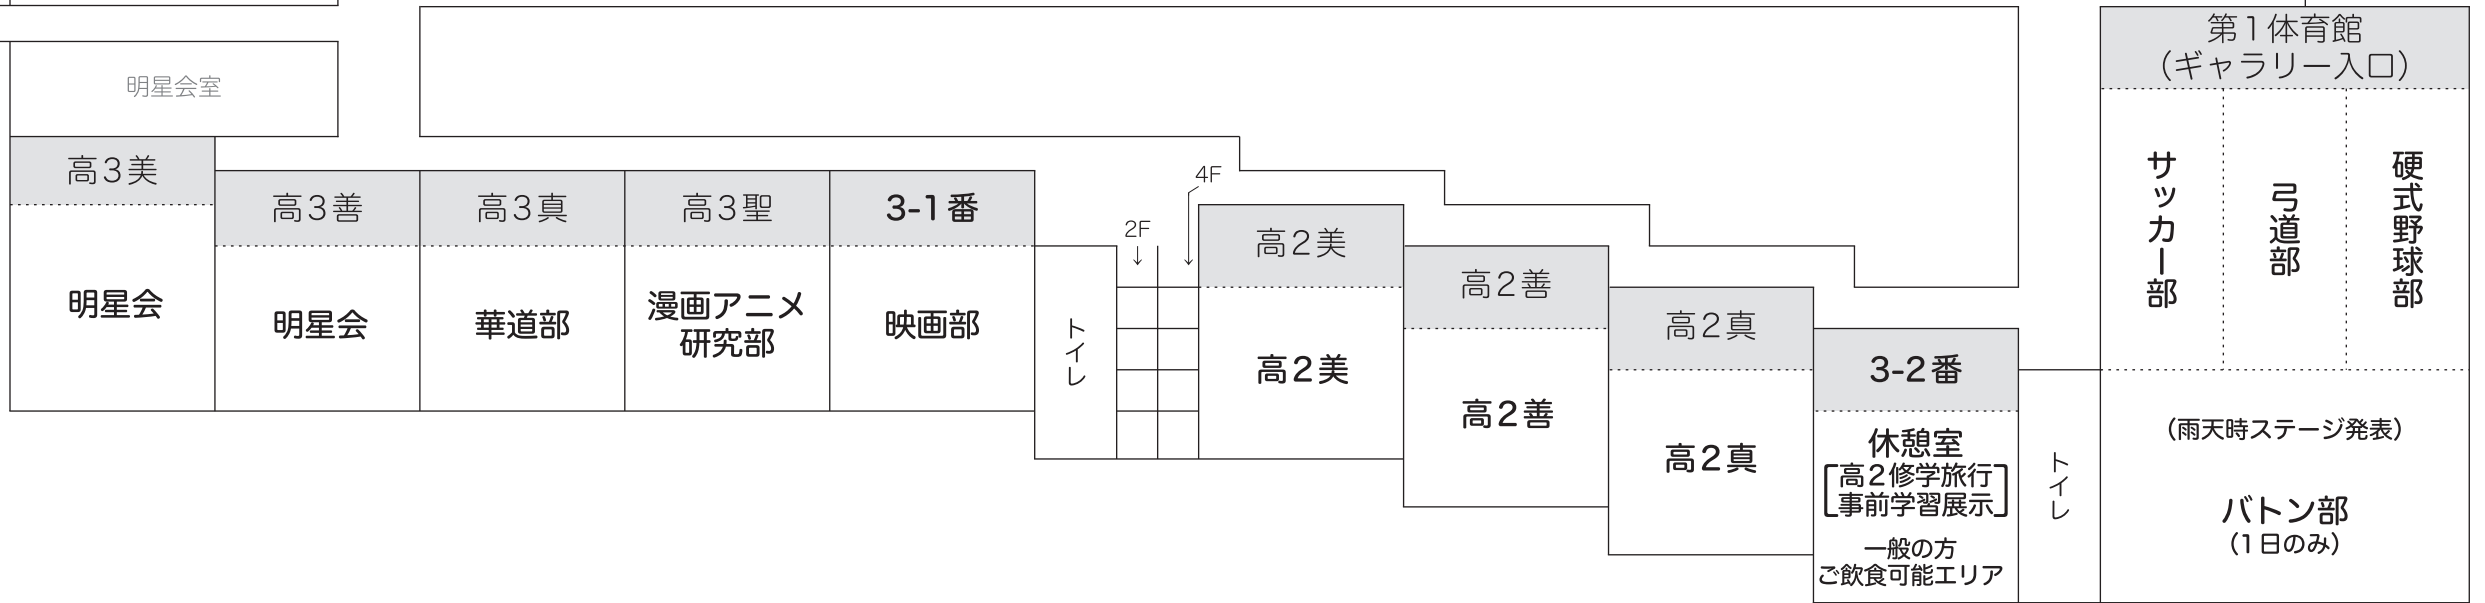 明星会室
高3美
明星会
高3善
明星会
高3真
華道部
高3聖
漫画アニメ
研究部
3-1番
映画部
トイレ
2F
4F
高2美
高2美
高2善
高2善
高2真
高2真
3-2番
休憩室
高2修学旅行
事前学習展示
一般の方
ご飲食可能エリア
トイレ
第1体育館
(ギャラリー入口)
サッカー部
弓道部
硬式野球部
(雨天時ステージ発表)
バトン部
(1日のみ)